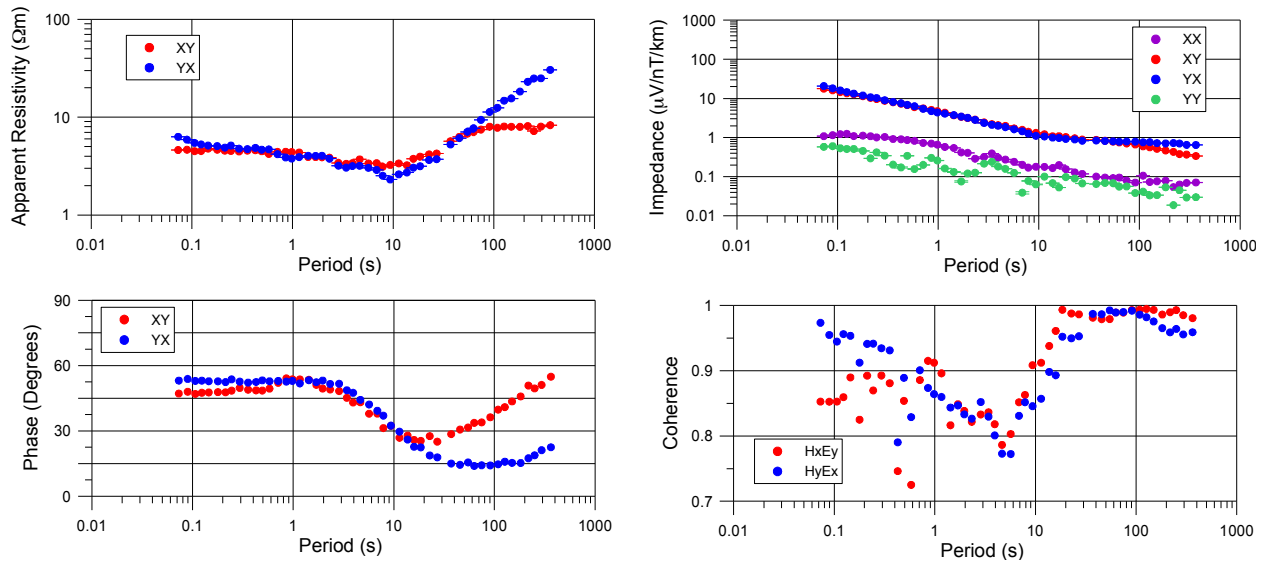 Apparent Resistivity (Ωm)
100
10
1
XY
YX
0.01 0.1 1 10 100 1000
Period (s)
Impedance (μV/nT/km)
1000
100
10
1
0.1
0.01
XX
XY
YX
YY
0.01 0.1 1 10 100 1000
Period (s)
Phase (Degrees)
90
60
30
0
XY
YX
0.01 0.1 1 10 100 1000
Period (s)
Coherence
1
0.9
0.8
0.7
HxEy
HyEx
0.01 0.1 1 10 100 1000
Period (s)